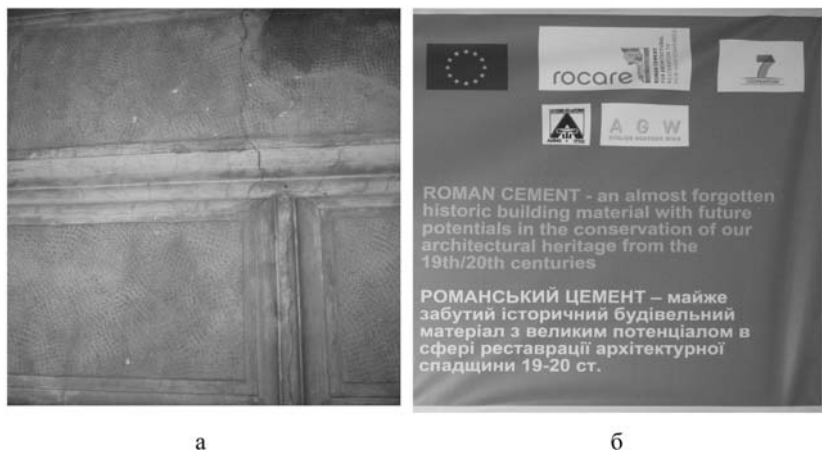 rocare
7
A G W
ROMAN CEMENT - an almost forgotten
historic building material with future
potentials in the conservation of our
architectural heritage from the
19th/20th centuries
РОМАНСЬКИЙ ЦЕМЕНТ – майже
забутий історичний будівельний
матеріал з великим потенціалом в
сфері реставрації архітектурної
спадщини 19-20 ст.
а
б